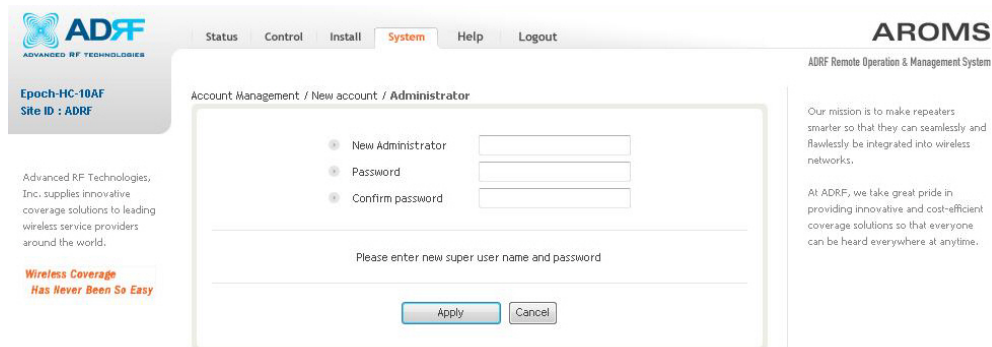 ADRF
ADVANCED RF TECHNOLOGIES
Status Control Install System Help Logout
AROMS
ADRF Remote Operation & Management System
Epoch-HC-10AF
Site ID : ADRF
Account Management / New account / Administrator
New Administrator
Password
Confirm password
Please enter new super user name and password
Apply Cancel
Advanced RF Technologies,
Inc. supplies innovative
coverage solutions to leading
wireless service providers
around the world.
Wireless Coverage
Has Never Been So Easy
Our mission is to make repeaters
smarter so that they can seamlessly and
flawlessly be integrated into wireless
networks.
At ADRF, we take great pride in
providing innovative and cost-efficient
coverage solutions so that everyone
can be heard everywhere at anytime.